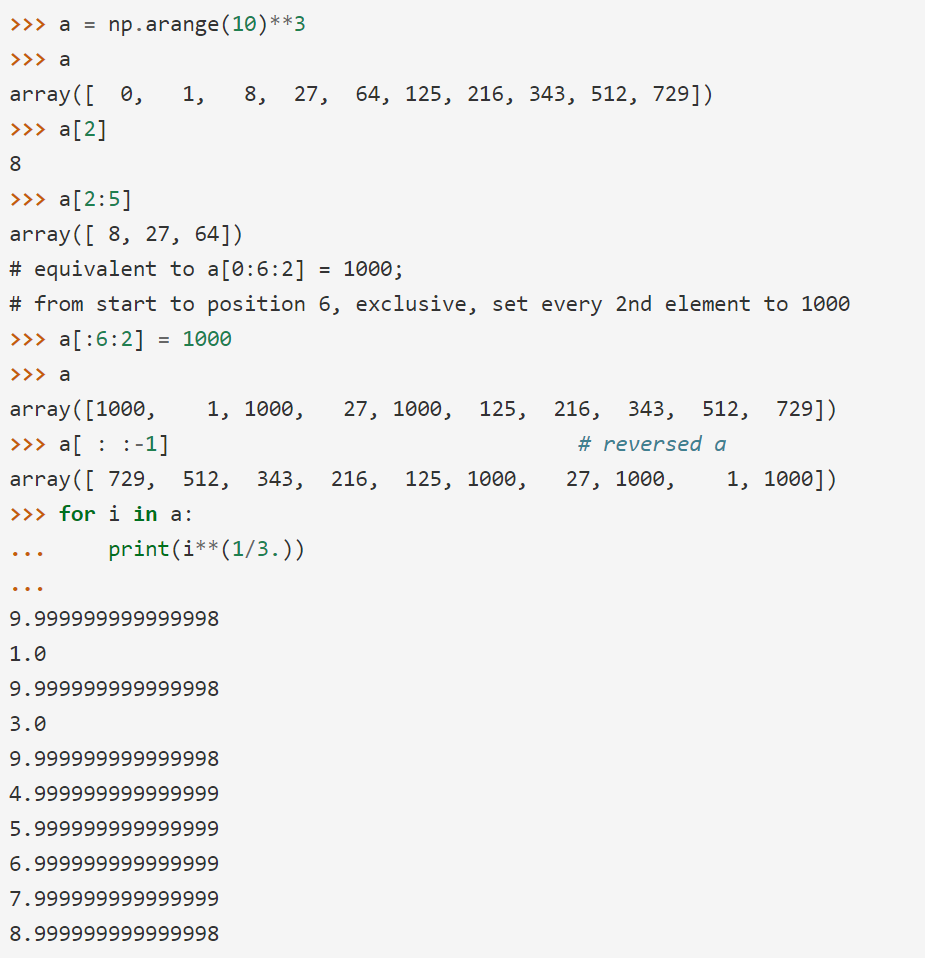 >>> a = np.arange(10)**3
>>> a
array([  0,   1,   8,  27,  64, 125, 216, 343, 512, 729])
>>> a[2]
8
>>> a[2:5]
array([ 8, 27, 64])
# equivalent to a[0:6:2] = 1000;
# from start to position 6, exclusive, set every 2nd element to 1000
>>> a[:6:2] = 1000
>>> a
array([1000,    1, 1000,   27, 1000,  125,  216,  343,  512,  729])
>>> a[ : :-1]                                 # reversed a
array([ 729,  512,  343,  216,  125, 1000,   27, 1000,    1, 1000])
>>> for i in a:
...     print(i**(1/3.))
...
9.999999999999998
1.0
9.999999999999998
3.0
9.999999999999998
4.999999999999999
5.999999999999999
6.999999999999999
7.999999999999999
8.999999999999998